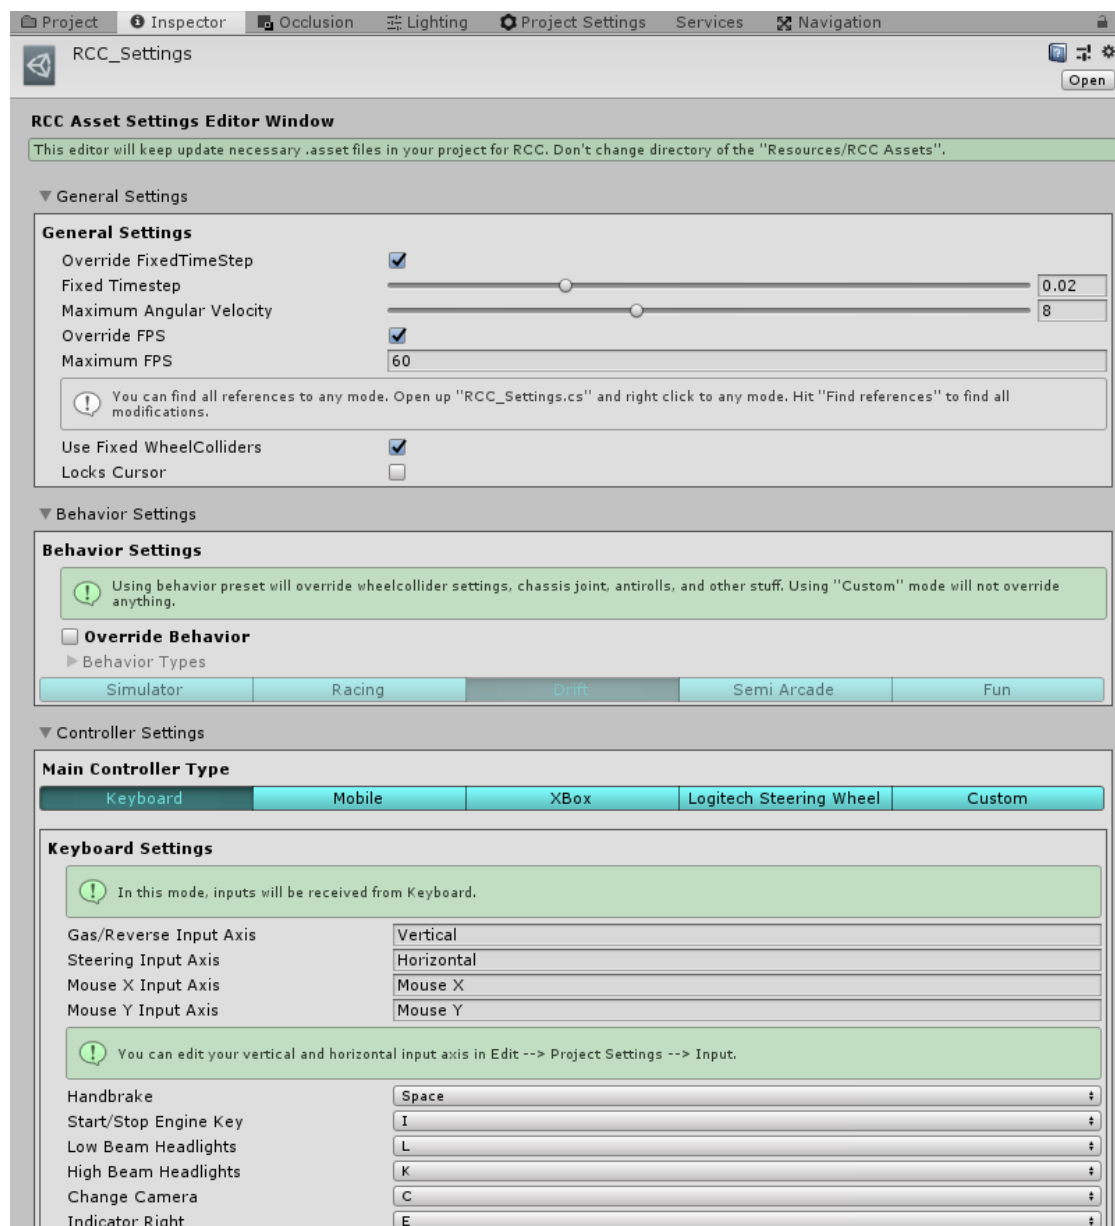 Project Inspector Occlusion Lighting Project Settings Services Navigation
RCC_Settings
Open
RCC Asset Settings Editor Window
This editor will keep update necessary .asset files in your project for RCC. Don't change directory of the "Resources/RCC Assets".
General Settings
General Settings
Override FixedTimeStep
Fixed Timestep 0.02
Maximum Angular Velocity 8
Override FPS
Maximum FPS 60
You can find all references to any mode. Open up "RCC_Settings.cs" and right click to any mode. Hit "Find references" to find all
modifications.
Use Fixed WheelColliders
Locks Cursor
Behavior Settings
Behavior Settings
Using behavior preset will override wheelcollider settings, chassis joint, antirolls, and other stuff. Using "Custom" mode will not override
anything.
Override Behavior
Behavior Types
Simulator Racing Drift Semi Arcade Fun
Controller Settings
Main Controller Type
Keyboard Mobile XBox Logitech Steering Wheel Custom
Keyboard Settings
In this mode, inputs will be received from Keyboard.
Gas/Reverse Input Axis Vertical
Steering Input Axis Horizontal
Mouse X Input Axis Mouse X
Mouse Y Input Axis Mouse Y
You can edit your vertical and horizontal input axis in Edit --> Project Settings --> Input.
Handbrake Space
Start/Stop Engine Key I
Low Beam Headlights L
High Beam Headlights K
Change Camera C
Indicator Right E